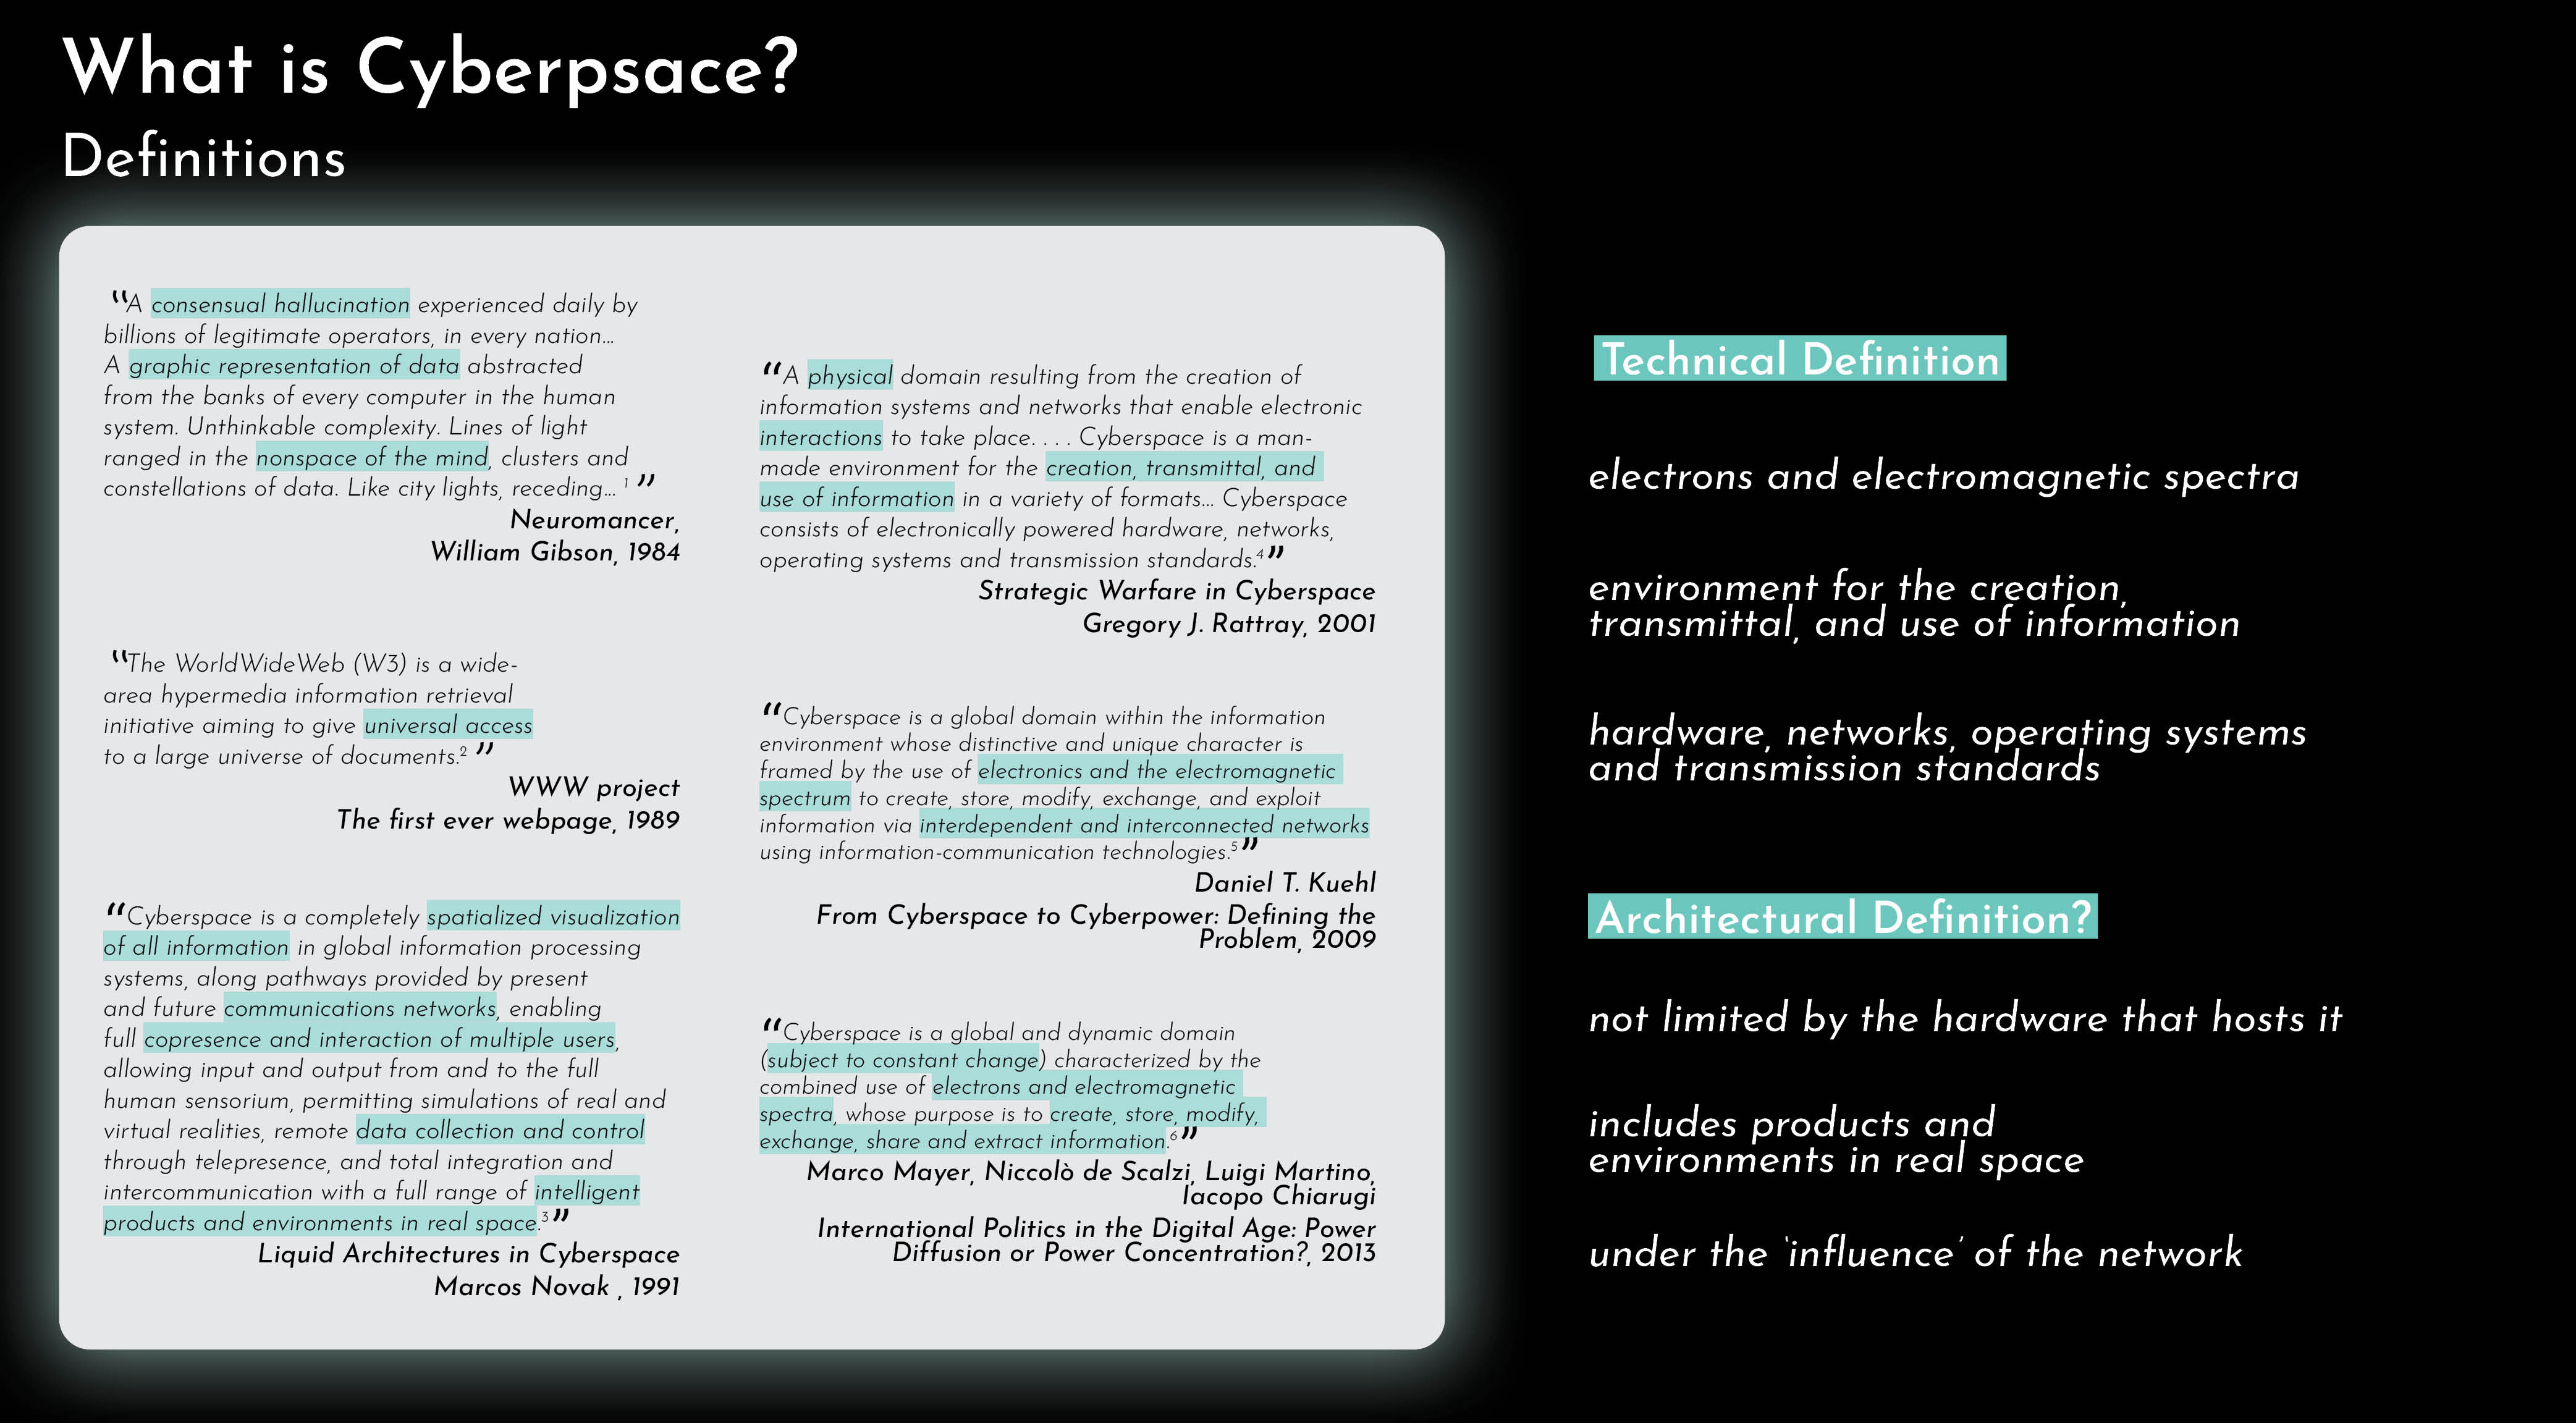 What is Cyberpsace?
Definitions
“A consensual hallucination experienced daily by
billions of legitimate operators, in every nation...
A graphic representation of data abstracted
from the banks of every computer in the human
system. Unthinkable complexity. Lines of light
ranged in the nonspace of the mind, clusters and
constellations of data. Like city lights, receding... 1 ”
Neuromancer,
William Gibson, 1984
“The WorldWideWeb (W3) is a wide-
area hypermedia information retrieval
initiative aiming to give universal access
to a large universe of documents.2 ”
WWW project
The first ever webpage, 1989
“Cyberspace is a completely spatialized visualization
of all information in global information processing
systems, along pathways provided by present
and future communications networks, enabling
full copresence and interaction of multiple users,
allowing input and output from and to the full
human sensorium, permitting simulations of real and
virtual realities, remote data collection and control
through telepresence, and total integration and
intercommunication with a full range of intelligent
products and environments in real space.3”
Liquid Architectures in Cyberspace
Marcos Novak , 1991
“A physical domain resulting from the creation of
information systems and networks that enable electronic
interactions to take place. . . . Cyberspace is a man-
made environment for the creation, transmittal, and
use of information in a variety of formats... Cyberspace
consists of electronically powered hardware, networks,
operating systems and transmission standards.4”
Strategic Warfare in Cyberspace
Gregory J. Rattray, 2001
“Cyberspace is a global domain within the information
environment whose distinctive and unique character is
framed by the use of electronics and the electromagnetic
spectrum to create, store, modify, exchange, and exploit
information via interdependent and interconnected networks
using information-communication technologies.5”
Daniel T. Kuehl
From Cyberspace to Cyberpower: Defining the
Problem, 2009
“Cyberspace is a global and dynamic domain
(subject to constant change) characterized by the
combined use of electrons and electromagnetic
spectra, whose purpose is to create, store, modify,
exchange, share and extract information.6”
Marco Mayer, Niccolò de Scalzi, Luigi Martino,
Iacopo Chiarugi
International Politics in the Digital Age: Power
Diffusion or Power Concentration?, 2013
Technical Definition
electrons and electromagnetic spectra
environment for the creation,
transmittal, and use of information
hardware, networks, operating systems
and transmission standards
Architectural Definition?
not limited by the hardware that hosts it
includes products and
environments in real space
under the ‘influence’ of the network